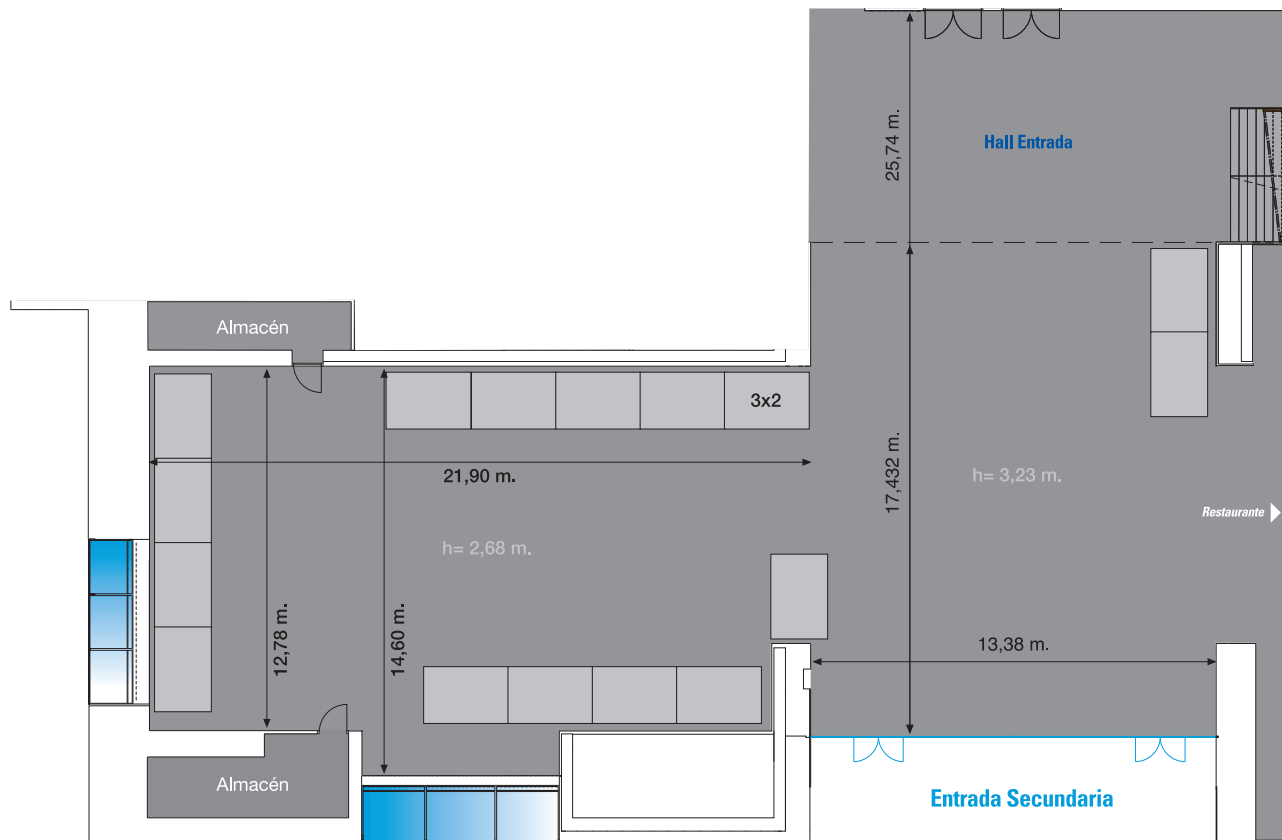 25,74 m.
Hall Entrada
Almacén
3x2
21,90 m.
17,432 m.
h= 3,23 m.
Restaurante
h= 2,68 m.
12,78 m.
14,60 m.
13,38 m.
Almacén
Entrada Secundaria